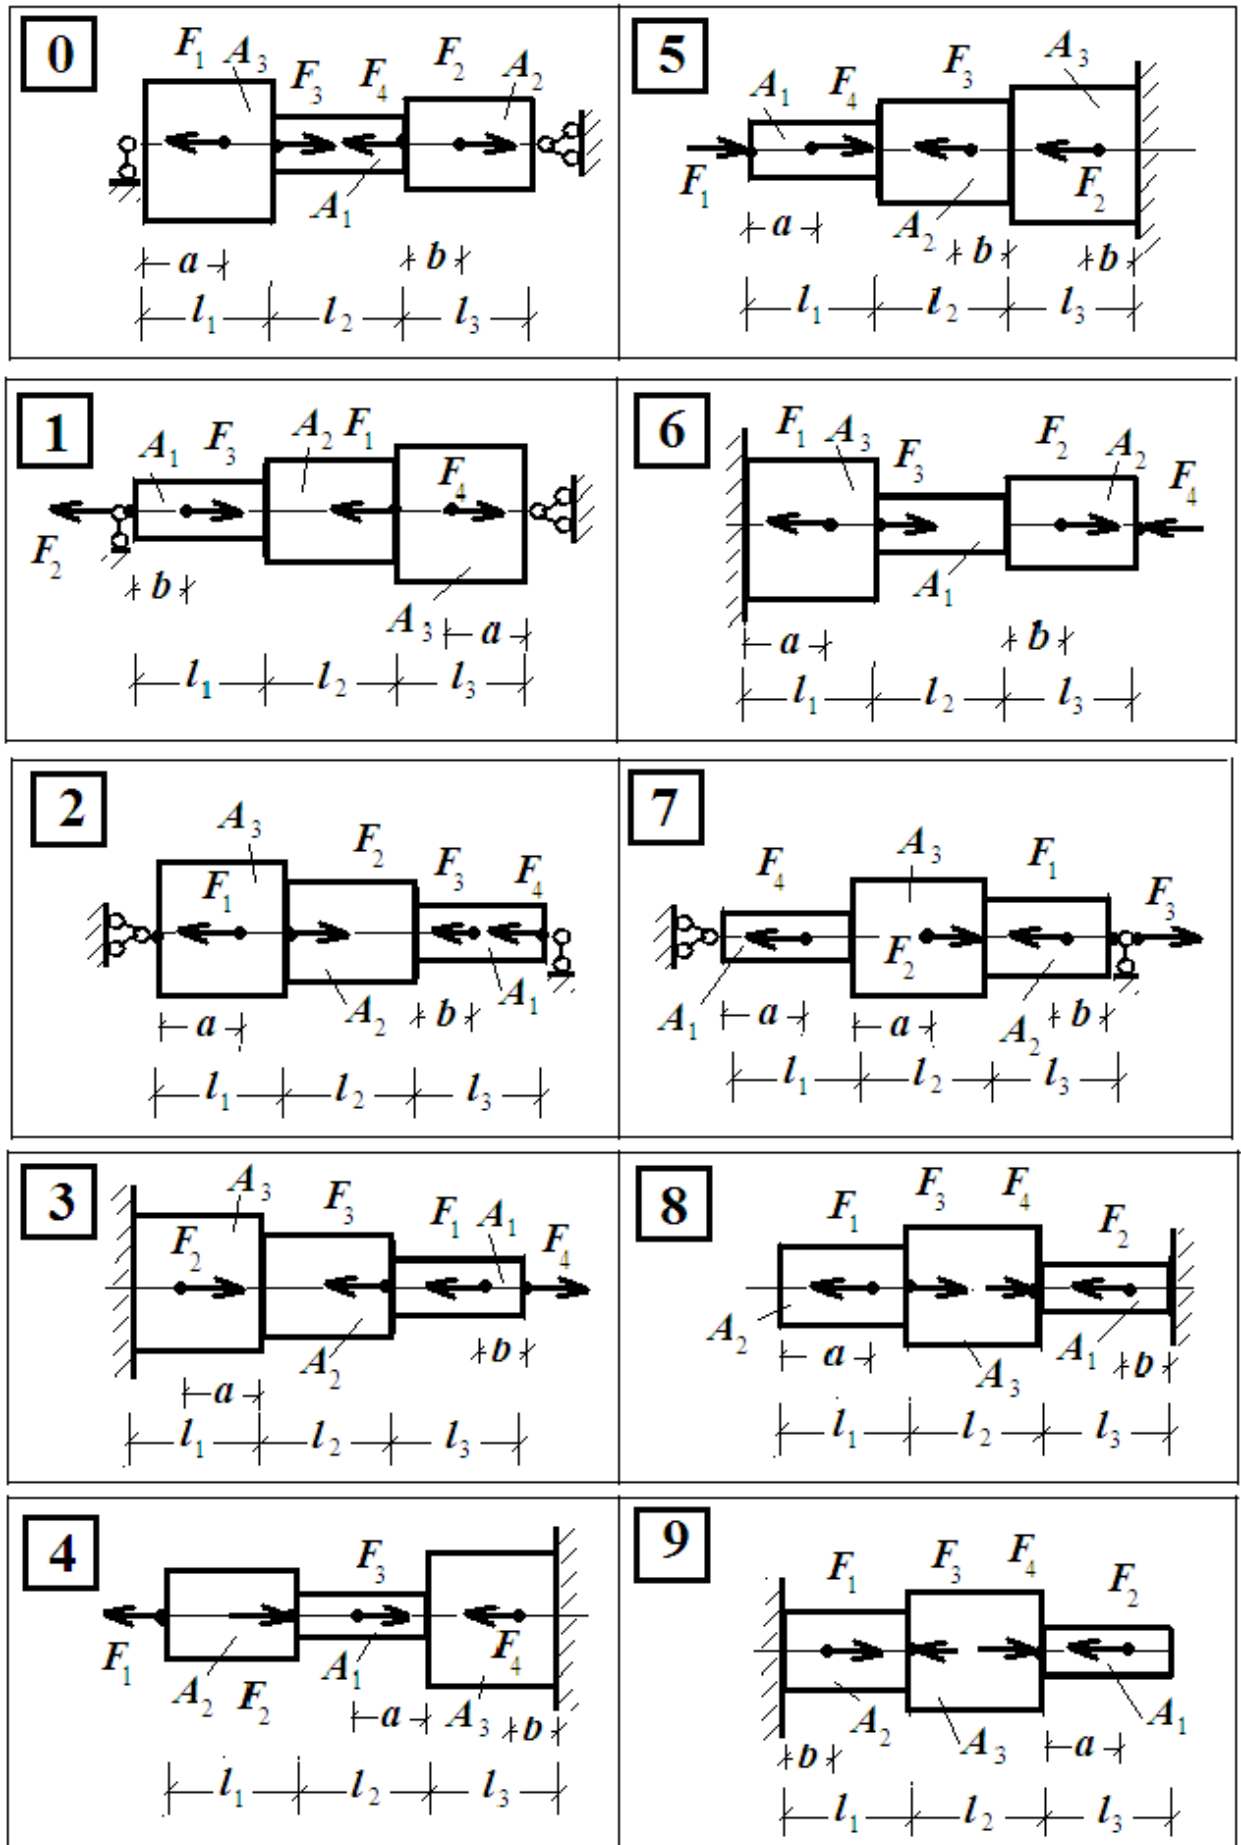 0
F₁ A₃ F₃ F₄ F₂ A₂
A₁
a b
l₁ l₂ l₃
5
A₁ F₄ F₃ A₃
F₁ A₂ F₂
a b b
l₁ l₂ l₃
1
A₁ F₃ A₂ F₁ F₄
F₂ b A₃ a
l₁ l₂ l₃
6
F₁ A₃ F₃ F₂ A₂ F₄
A₁
a b
l₁ l₂ l₃
2
A₃ F₁ F₂ F₃ F₄
a A₂ b A₁
l₁ l₂ l₃
7
F₄ A₃ F₁ F₃
F₂
A₁ a a A₂ b
l₁ l₂ l₃
3
A₃ F₂ F₃ F₁ A₁ F₄
A₂ b
a
l₁ l₂ l₃
8
F₁ F₃ F₄ F₂
A₂ a A₃ A₁ b
l₁ l₂ l₃
4
F₃
F₁ A₂ F₂ A₁ F₄
a A₃ b
l₁ l₂ l₃
9
F₁ F₃ F₄ F₂
A₂ A₃ A₁
b a
l₁ l₂ l₃